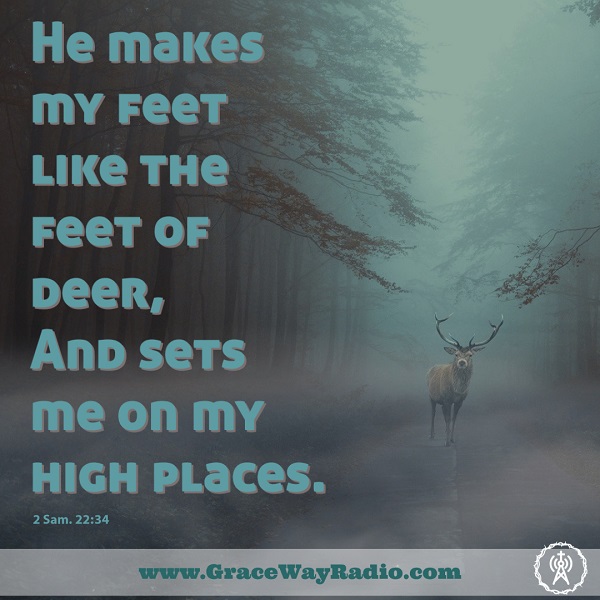 He makes
my feet
like the
feet of
deer,
And sets
me on my
high places.
2 Sam. 22:34
www.GraceWayRadio.com